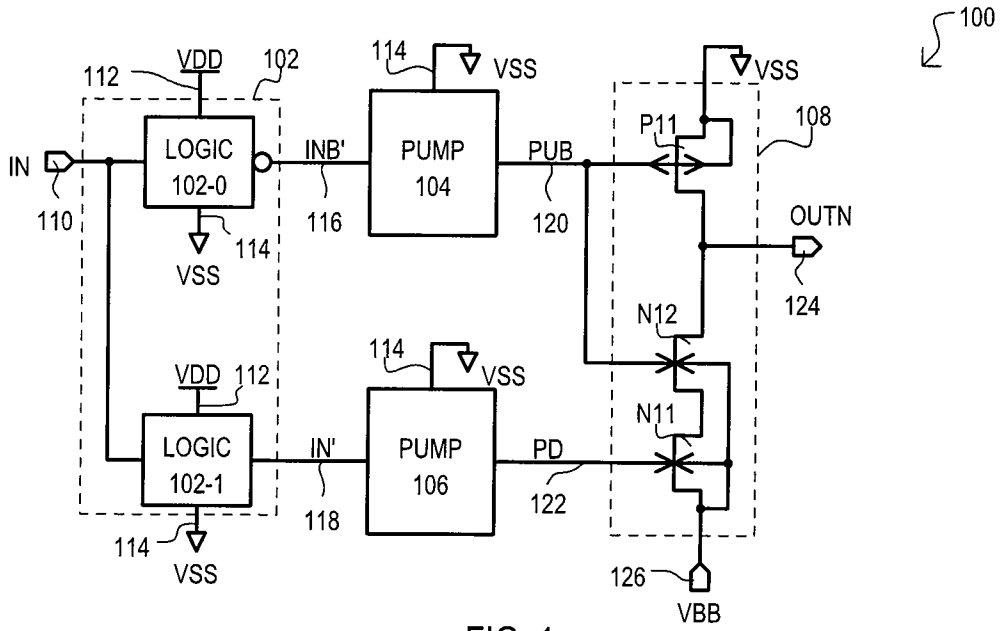 100
VDD
112
102
114
VSS
VSS
IN
110
LOGIC
102-0
INB'
116
PUMP
104
PUB
120
P11
108
OUTN
124
114
VSS
N12
VDD
112
114
VSS
LOGIC
102-1
IN'
118
PUMP
106
PD
122
N11
114
VSS
126
VBB